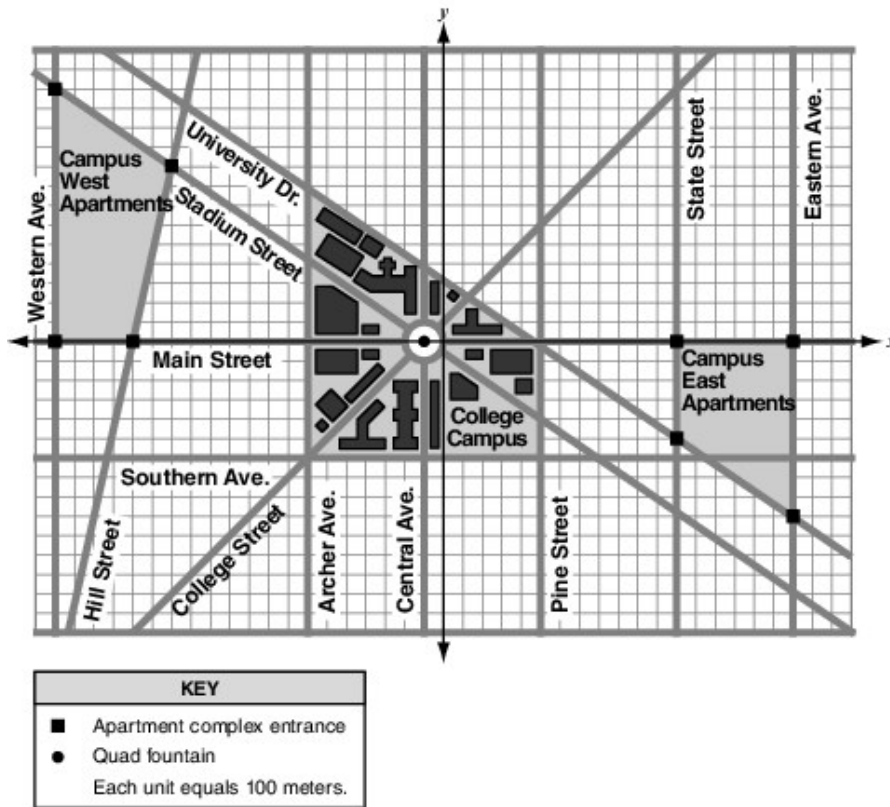 y
University Dr.
Campus
West
Apartments
Stadium Street
Western Ave.
State Street
Eastern Ave.
x
Main Street
Campus
East
Apartments
College
Campus
Southern Ave.
Hill Street
College Street
Archer Ave.
Central Ave.
Pine Street
KEY
Apartment complex entrance
Quad fountain
Each unit equals 100 meters.